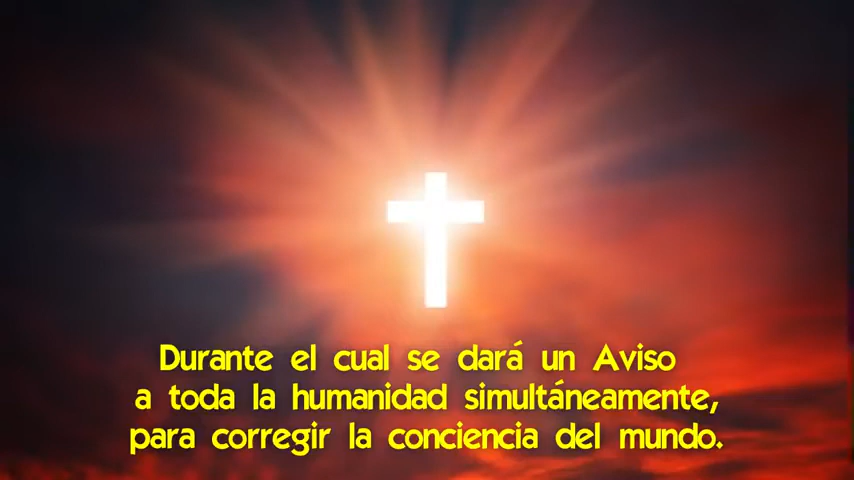 Durante el cual se dará un Aviso
a toda la humanidad simultáneamente,
para corregir la conciencia del mundo.